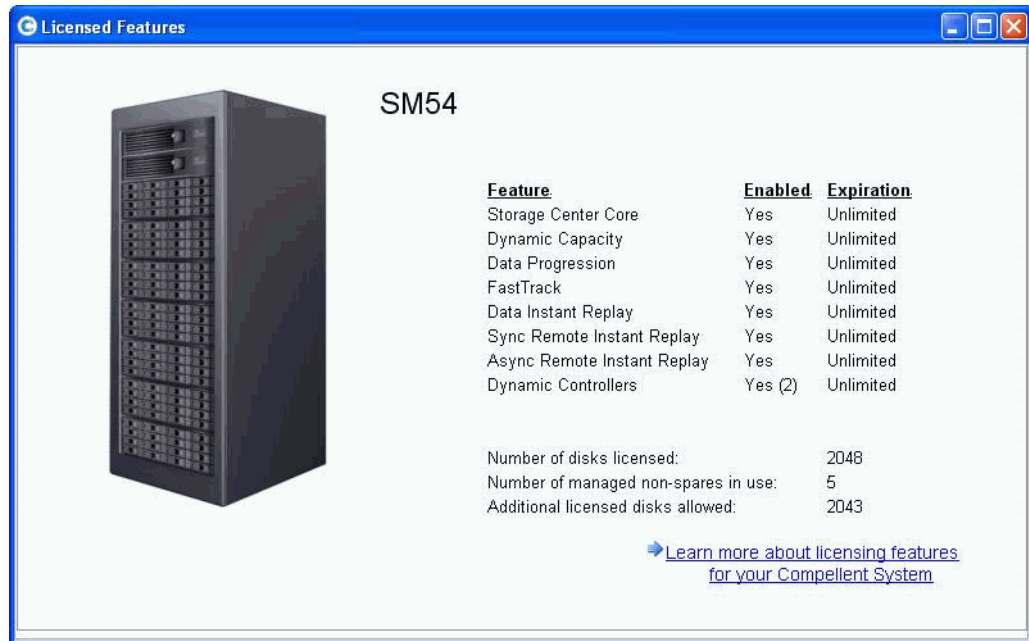 Licensed Features
SM54
Feature Enabled Expiration
Storage Center Core Yes Unlimited
Dynamic Capacity Yes Unlimited
Data Progression Yes Unlimited
FastTrack Yes Unlimited
Data Instant Replay Yes Unlimited
Sync Remote Instant Replay Yes Unlimited
Async Remote Instant Replay Yes Unlimited
Dynamic Controllers Yes (2) Unlimited
Number of disks licensed: 2048
Number of managed non-spares in use: 5
Additional licensed disks allowed: 2043
Learn more about licensing features
for your Compellent System